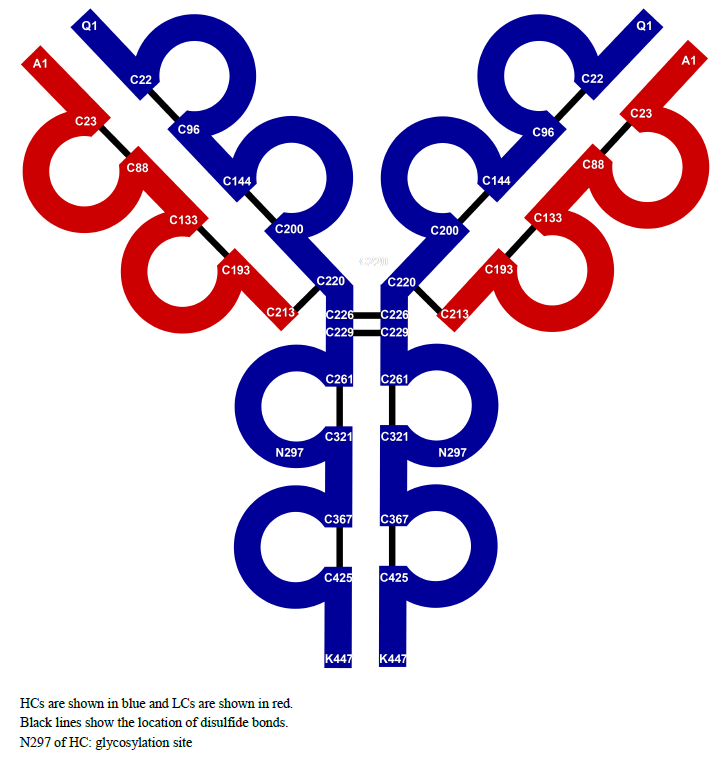 Q1
Q1
A1
A1
C22
C22
C23
C23
C96
C96
C88
C88
C144
C144
C133
C133
C200
C200
C193
C193
C220
C220
C220
C213
C213
C226
C226
C229
C229
C261
C261
C321
C321
N297
N297
C367
C367
C425
C425
K447
K447
HCs are shown in blue and LCs are shown in red.
Black lines show the location of disulfide bonds.
N297 of HC: glycosylation site